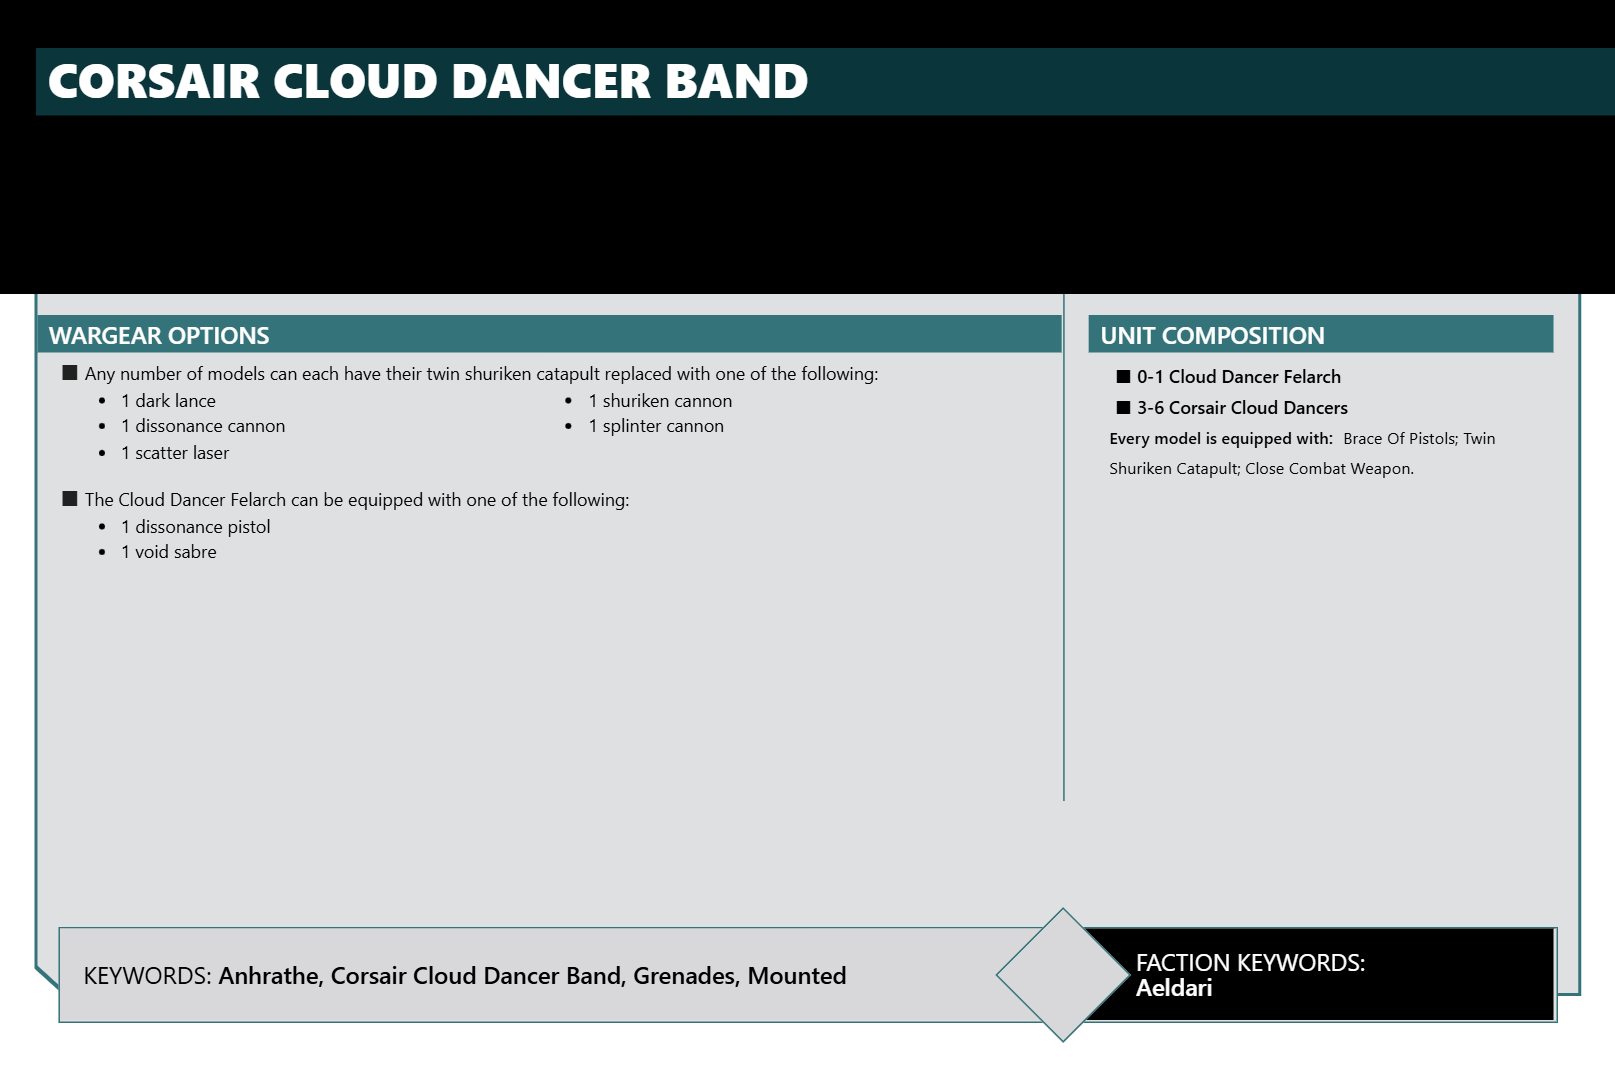 CORSAIR CLOUD DANCER BAND
WARGEAR OPTIONS
■ Any number of models can each have their twin shuriken catapult replaced with one of the following:
• 1 dark lance
• 1 dissonance cannon
• 1 scatter laser
• 1 shuriken cannon
• 1 splinter cannon
■ The Cloud Dancer Felarch can be equipped with one of the following:
• 1 dissonance pistol
• 1 void sabre
UNIT COMPOSITION
■ 0-1 Cloud Dancer Felarch
■ 3-6 Corsair Cloud Dancers
Every model is equipped with: Brace Of Pistols; Twin
Shuriken Catapult; Close Combat Weapon.
KEYWORDS: Anhrathe, Corsair Cloud Dancer Band, Grenades, Mounted
FACTION KEYWORDS:
Aeldari